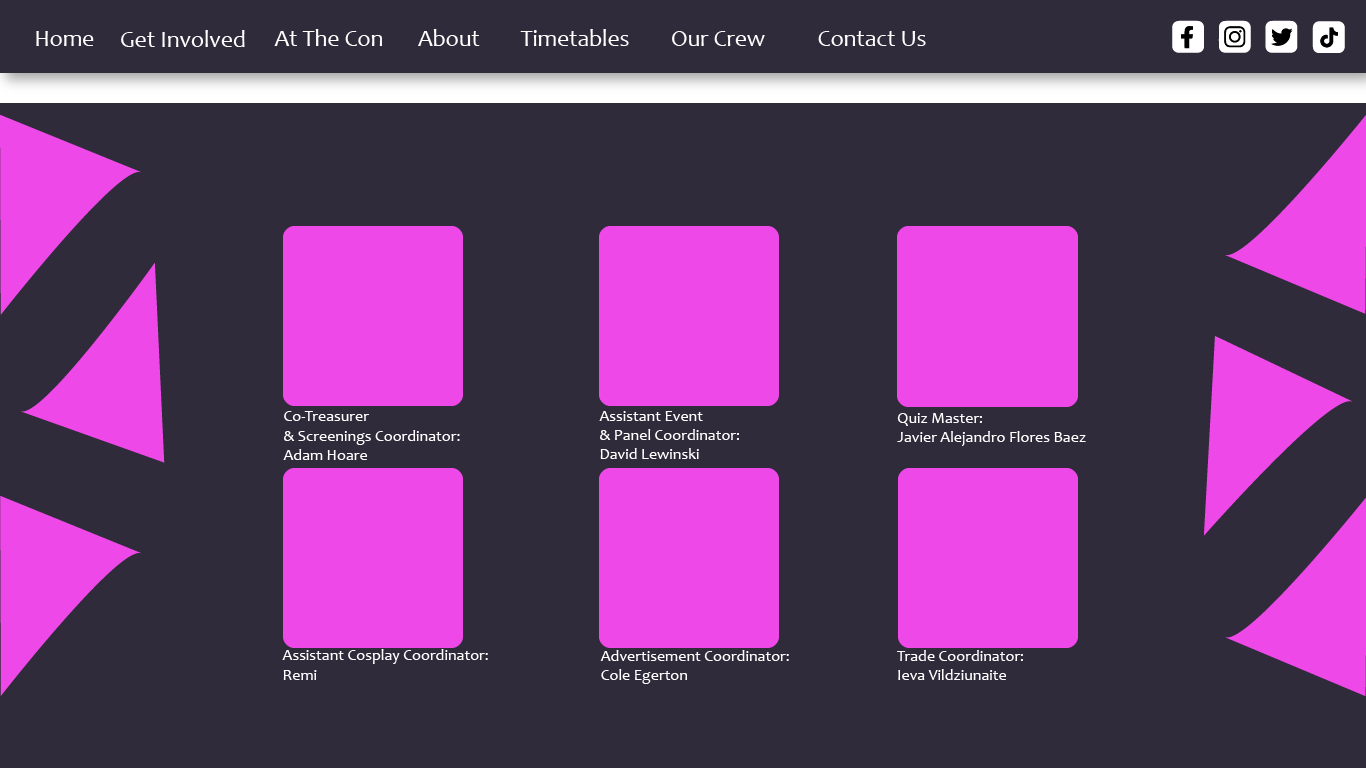 Home Get Involved At The Con About Timetables Our Crew Contact Us
Co-Treasurer
& Screenings Coordinator:
Adam Hoare
Assistant Event
& Panel Coordinator:
David Lewinski
Quiz Master:
Javier Alejandro Flores Baez
Assistant Cosplay Coordinator:
Remi
Advertisement Coordinator:
Cole Egerton
Trade Coordinator:
Ieva Vildziunaite